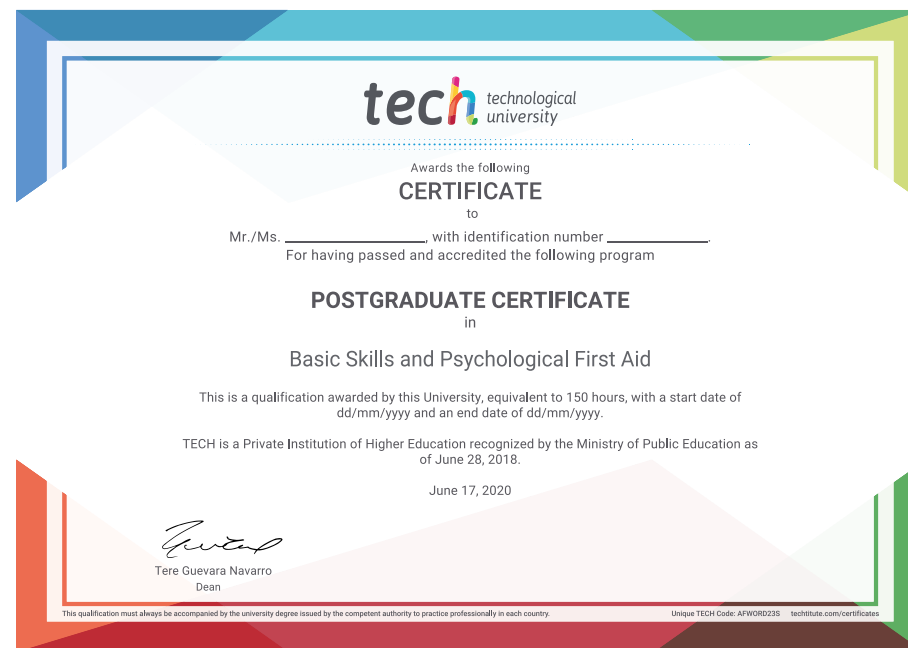 tech technological
university
Awards the following
CERTIFICATE
to
Mr./Ms. ____________________, with identification number ______________.
For having passed and accredited the following program
POSTGRADUATE CERTIFICATE
in
Basic Skills and Psychological First Aid
This is a qualification awarded by this University, equivalent to 150 hours, with a start date of
dd/mm/yyyy and an end date of dd/mm/yyyy.
TECH is a Private Institution of Higher Education recognized by the Ministry of Public Education as
of June 28, 2018.
June 17, 2020
Tere Guevara Navarro
Dean
This qualification must always be accompanied by the university degree issued by the competent authority to practice professionally in each country. Unique TECH Code: AFWORD23S techtitute.com/certificates